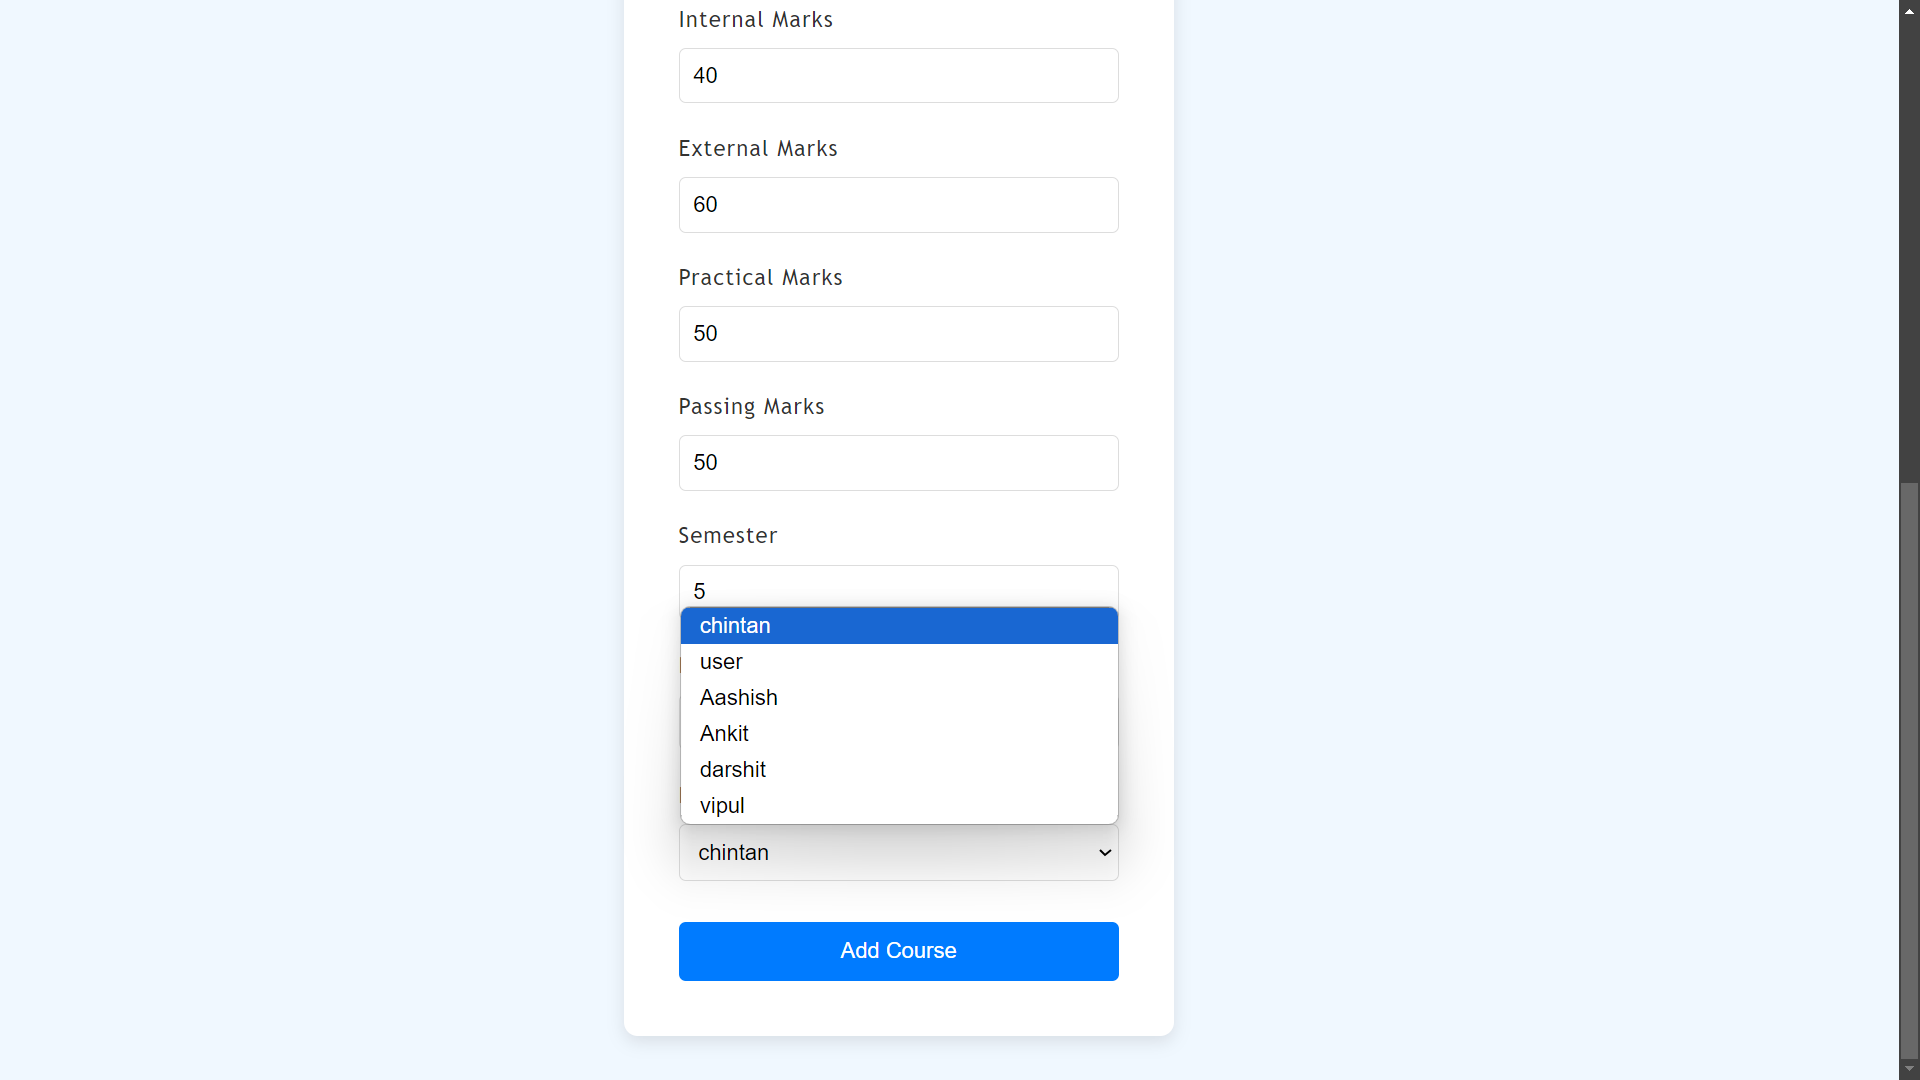 Internal Marks
40
External Marks
60
Practical Marks
50
Passing Marks
50
Semester
5
chintan
user
Aashish
Ankit
darshit
vipul
chintan
Add Course